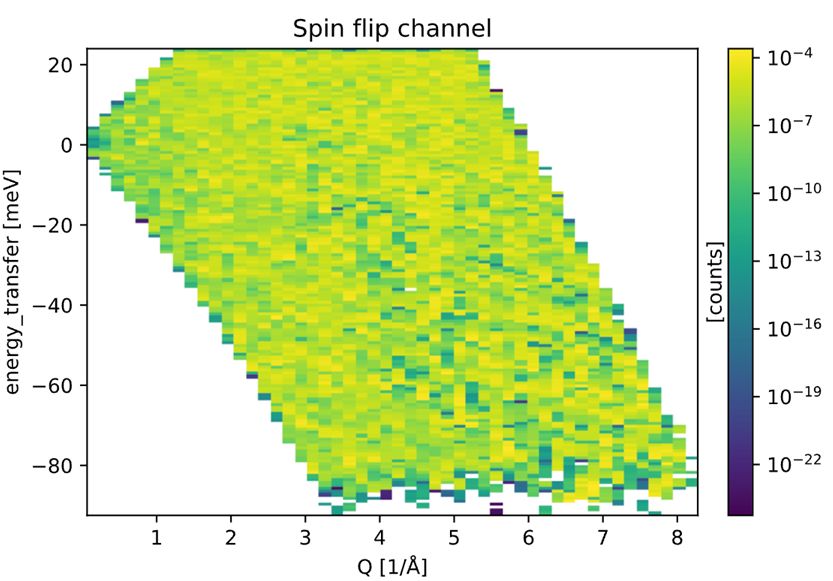 Spin flip channel
energy_transfer [meV]
20
0
−20
−40
−60
−80
1 2 3 4 5 6 7 8
Q [1/Å]
[counts]
10⁻⁴
10⁻⁷
10⁻¹⁰
10⁻¹³
10⁻¹⁶
10⁻¹⁹
10⁻²²